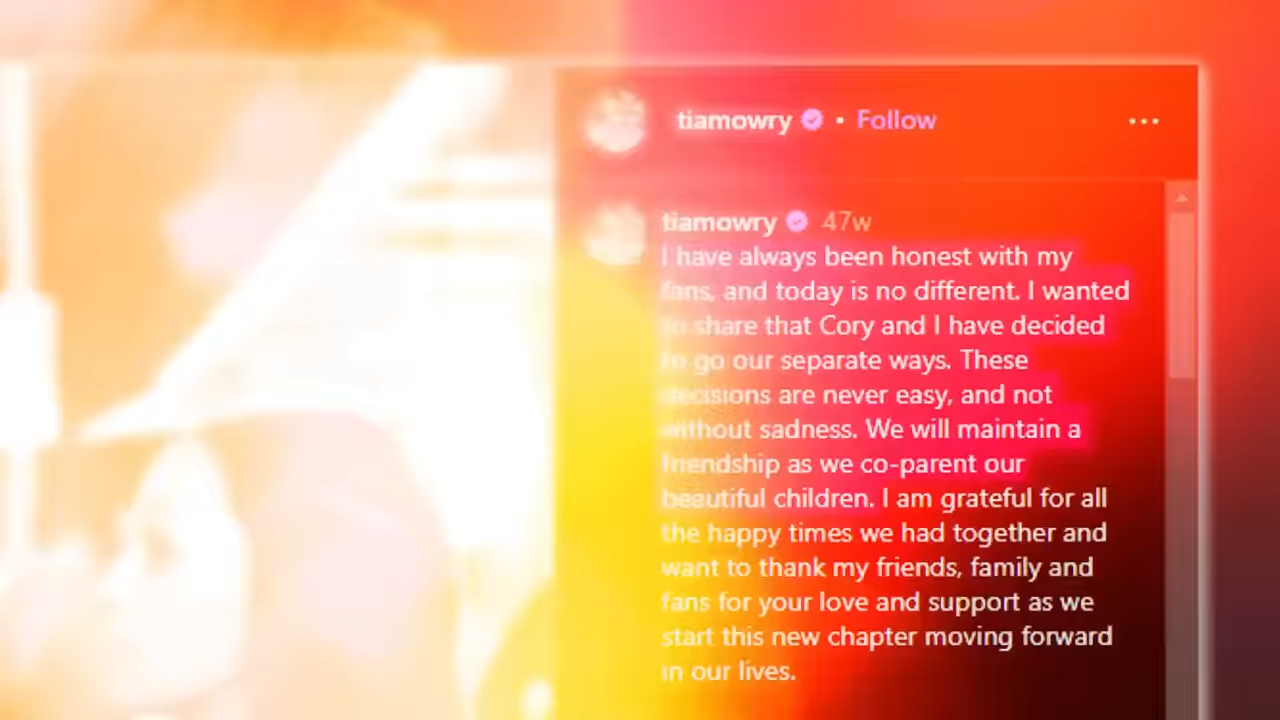 tiamowry • Follow
tiamowry 47w
I have always been honest with my
fans, and today is no different. I wanted
to share that Cory and I have decided
to go our separate ways. These
decisions are never easy, and not
without sadness. We will maintain a
friendship as we co-parent our
beautiful children. I am grateful for all
the happy times we had together and
want to thank my friends, family and
fans for your love and support as we
start this new chapter moving forward
in our lives.